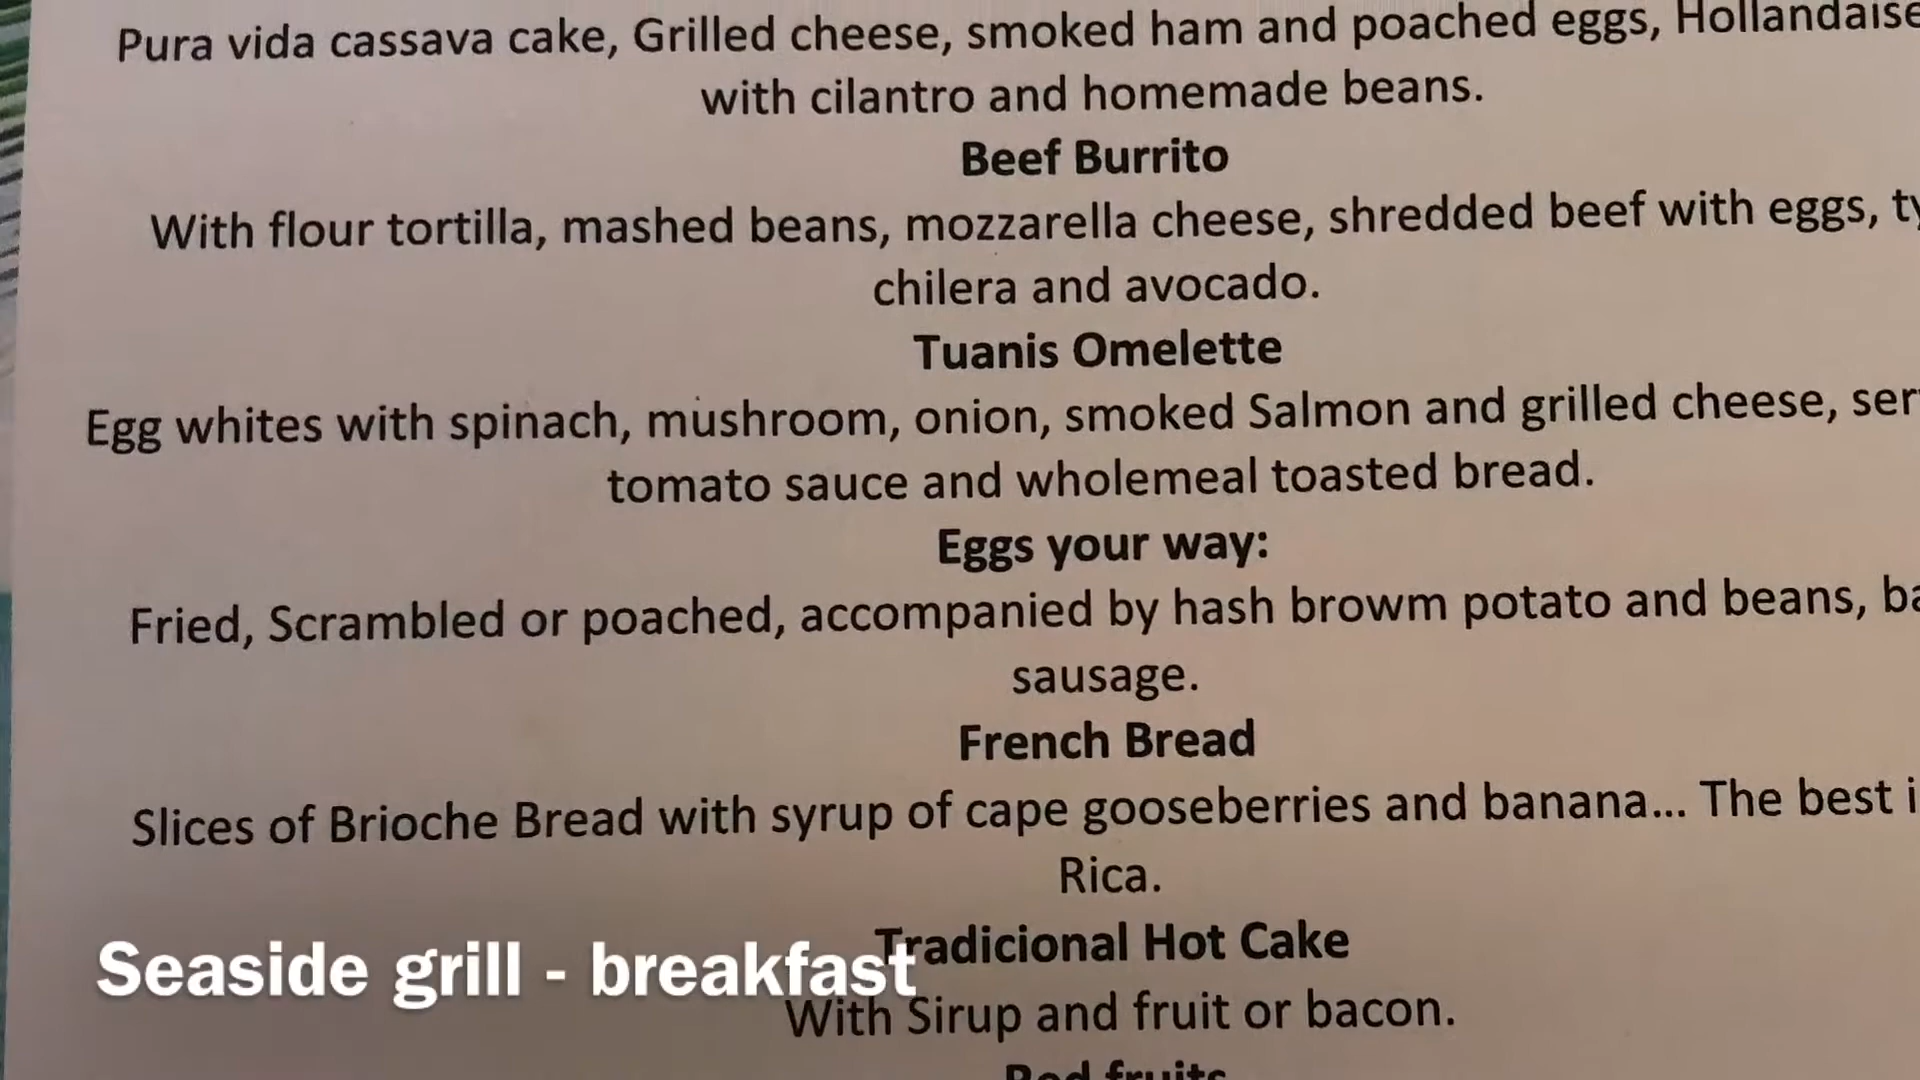 Pura vida cassava cake, Grilled cheese, smoked ham and poached eggs, Hollandaise
with cilantro and homemade beans.
Beef Burrito
With flour tortilla, mashed beans, mozzarella cheese, shredded beef with eggs,
chilera and avocado.
Tuanis Omelette
Egg whites with spinach, mushroom, onion, smoked Salmon and grilled cheese,
tomato sauce and wholemeal toasted bread.
Eggs your way:
Fried, Scrambled or poached, accompanied by hash browm potato and beans,
sausage.
French Bread
Slices of Brioche Bread with syrup of cape gooseberries and banana... The best
Rica.
Tradicional Hot Cake
Seaside grill - breakfast
With Sirup and fruit or bacon.
Red fruits